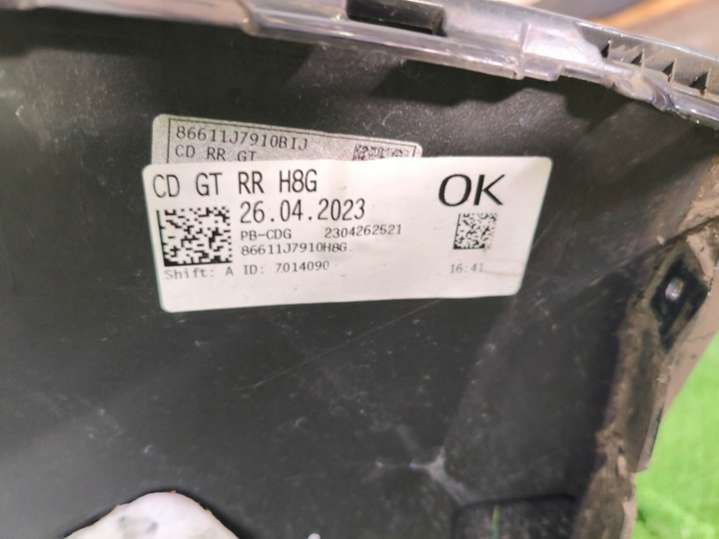 86611J7910BIJ
CD RR GT
CD GT RR H8G
OK
26.04.2023
PB-CDG 2304262521
86611J7910H8G
Shift: A ID: 7014090
16:41